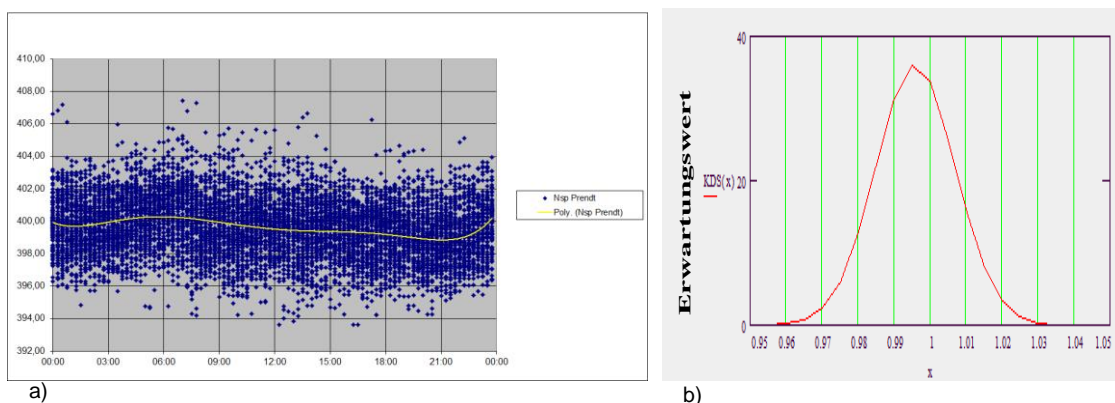 410,00
408,00
406,00
404,00
402,00
400,00
398,00
396,00
394,00
392,00
00:00 03:00 06:00 09:00 12:00 15:00 18:00 21:00 00:00
Nsp Prendt
Poly. (Nsp Prendt)
a)
Erwartungswert
KDS(x)
40
20
0
0.95 0.96 0.97 0.98 0.99 1 1.01 1.02 1.03 1.04 1.05
x
b)